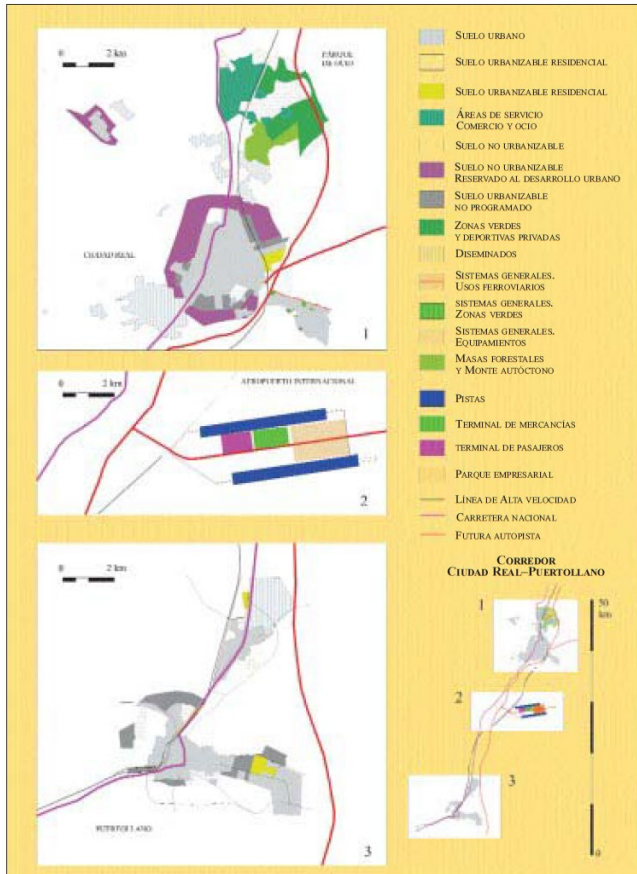 0 2 km
PARQUE
DE OCIO
CIUDAD REAL
1
0 2 km
AEROPUERTO INTERNACIONAL
2
0 2 km
PUERTOLLANO
3
SUELO URBANO
SUELO URBANIZABLE RESIDENCIAL
SUELO URBANIZABLE RESIDENCIAL
ÁREAS DE SERVICIO
COMERCIO Y OCIO
SUELO NO URBANIZABLE
SUELO NO URBANIZABLE
RESERVADO AL DESARROLLO URBANO
SUELO URBANIZABLE
NO PROGRAMADO
ZONAS VERDES
Y DEPORTIVAS PRIVADAS
DISEMINADOS
SISTEMAS GENERALES.
USOS FERROVIARIOS
SISTEMAS GENERALES.
ZONAS VERDES
SISTEMAS GENERALES.
EQUIPAMIENTOS
MASAS FORESTALES
Y MONTE AUTÓCTONO
PISTAS
TERMINAL DE MERCANCÍAS
TERMINAL DE PASAJEROS
PARQUE EMPRESARIAL
LÍNEA DE ALTA VELOCIDAD
CARRETERA NACIONAL
FUTURA AUTOPISTA
CORREDOR
CIUDAD REAL–PUERTOLLANO
1
50
km
2
3
0